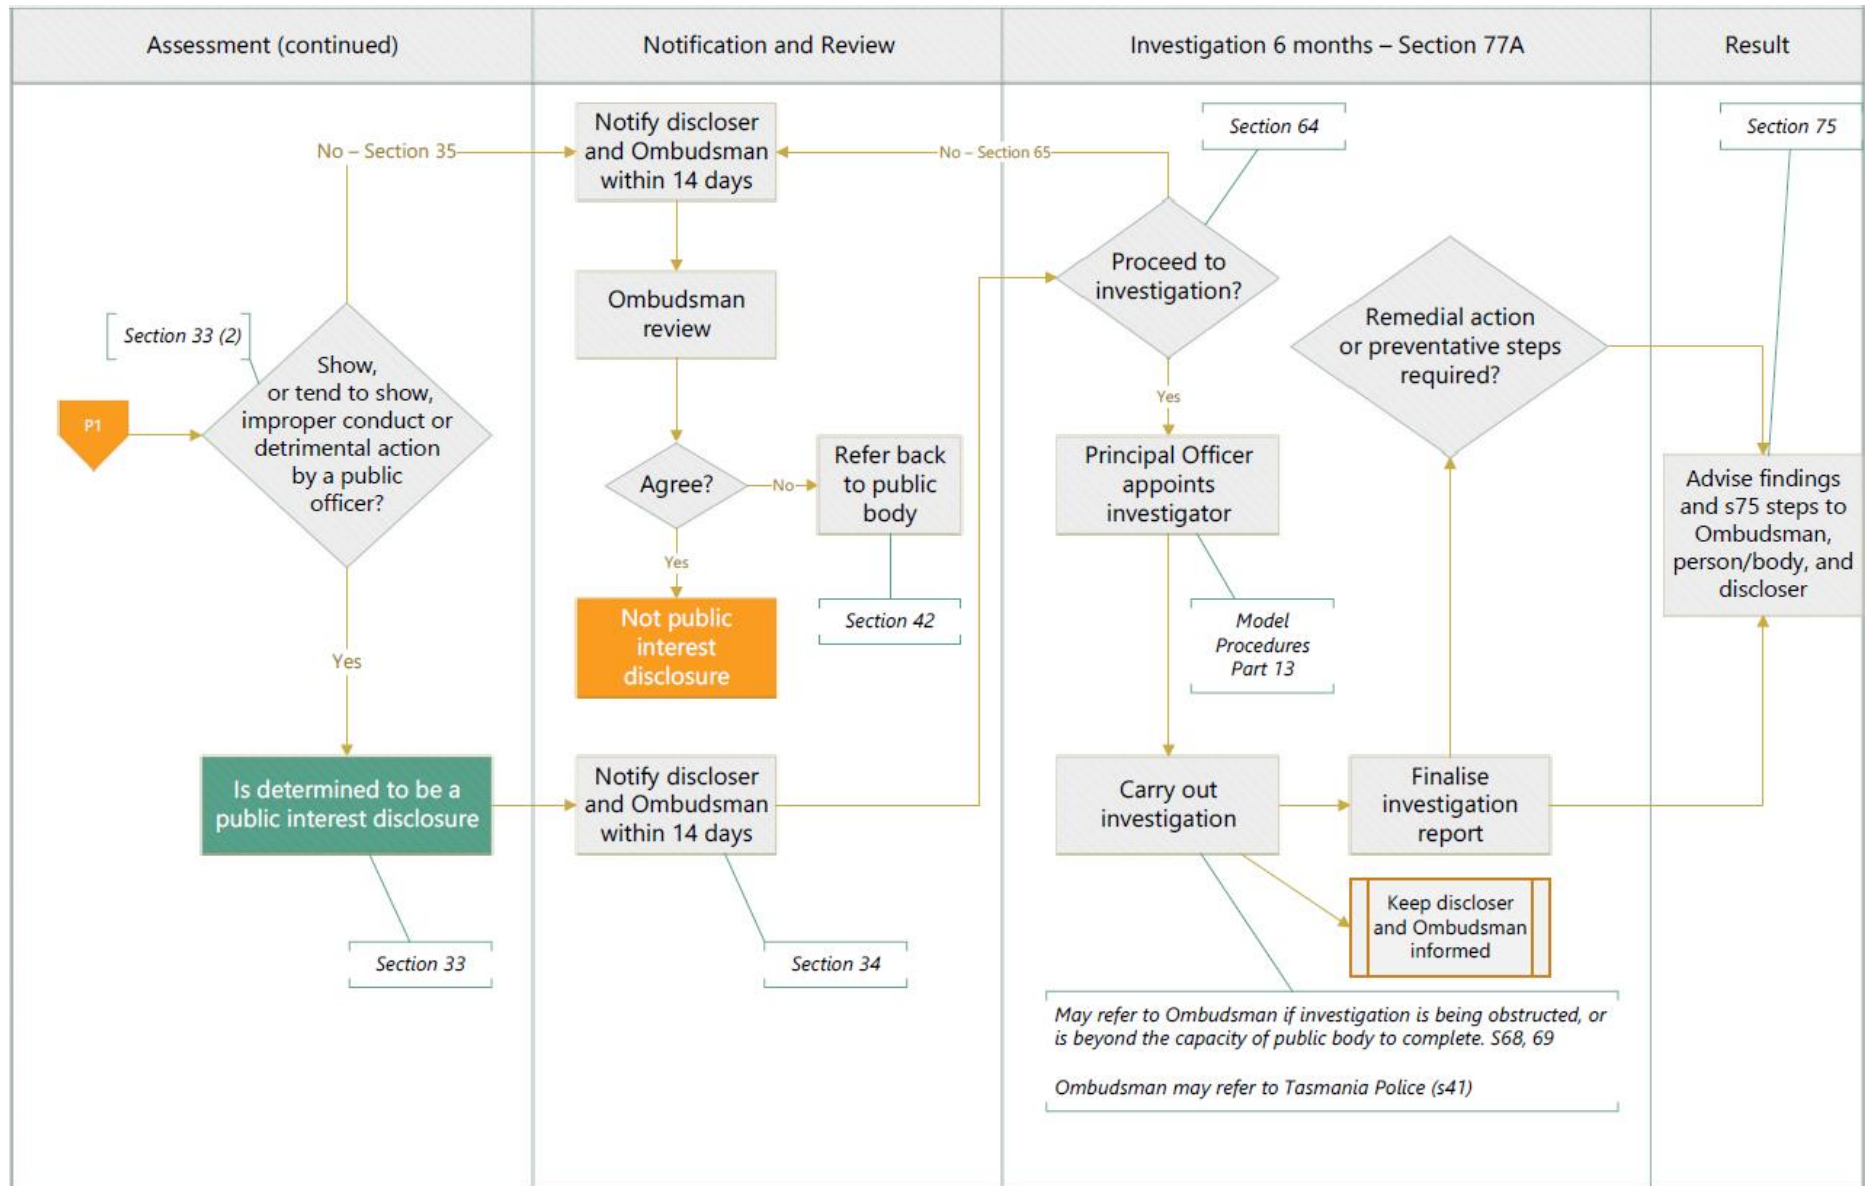 Assessment (continued)
Notification and Review
Investigation 6 months – Section 77A
Result
P1
Section 33 (2)
Show,
or tend to show,
improper conduct or
detrimental action
by a public
officer?
No – Section 35
Yes
Is determined to be a
public interest disclosure
Section 33
Notify discloser
and Ombudsman
within 14 days
Ombudsman
review
Agree?
No
Refer back
to public
body
Section 42
Yes
Not public
interest
disclosure
Notify discloser
and Ombudsman
within 14 days
Section 34
No – Section 65
Section 64
Proceed to
investigation?
Yes
Principal Officer
appoints
investigator
Model
Procedures
Part 13
Carry out
investigation
Finalise
investigation
report
Keep discloser
and Ombudsman
informed
May refer to Ombudsman if investigation is being obstructed, or
is beyond the capacity of public body to complete. S68, 69
Ombudsman may refer to Tasmania Police (s41)
Remedial action
or preventative steps
required?
Section 75
Advise findings
and s75 steps to
Ombudsman,
person/body, and
discloser